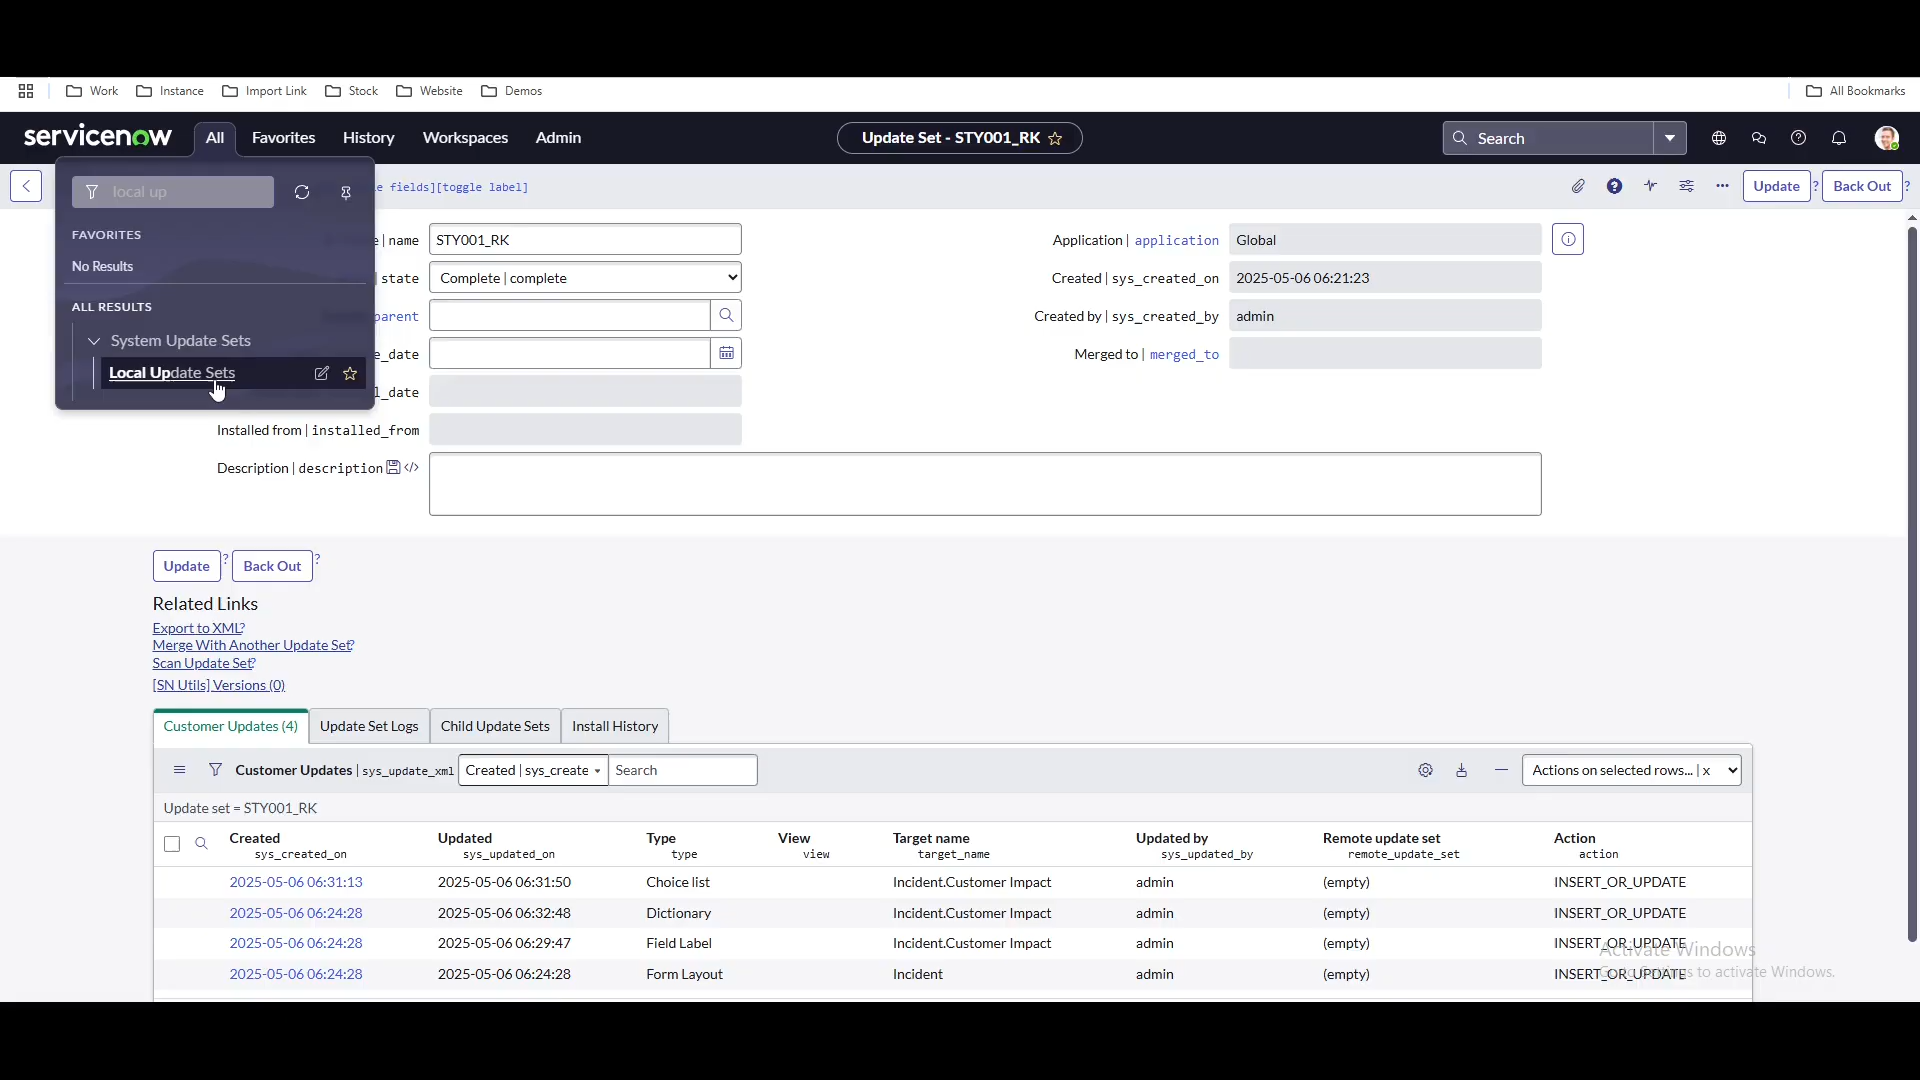 Work Instance Import Link Stock Website Demos All Bookmarks
servicenow All Favorites History Workspaces Admin Update Set - STY001_RK Search
local up
fields][toggle label] Update ? Back Out ?
FAVORITES
No Results
ALL RESULTS
System Update Sets
Local Update Sets
| name STY001_RK
Application | application Global
state Complete | complete
Created | sys_created_on 2025-05-06 06:21:23
parent
Created by | sys_created_by admin
e_date
Merged to | merged_to
l_date
Installed from | installed_from
Description | description </>
Update ? Back Out ?
Related Links
Export to XML?
Merge With Another Update Set?
Scan Update Set?
[SN Utils] Versions (0)
Customer Updates (4) Update Set Logs Child Update Sets Install History
Customer Updates | sys_update_xml Created | sys_create Search Actions on selected rows... | x
Update set = STY001_RK
Created Updated Type View Target name Updated by Remote update set Action
sys_created_on sys_updated_on type view target_name sys_updated_by remote_update_set action
2025-05-06 06:31:13 2025-05-06 06:31:50 Choice list Incident.Customer Impact admin (empty) INSERT_OR_UPDATE
2025-05-06 06:24:28 2025-05-06 06:32:48 Dictionary Incident.Customer Impact admin (empty) INSERT_OR_UPDATE
2025-05-06 06:24:28 2025-05-06 06:29:47 Field Label Incident.Customer Impact admin (empty) INSERT_OR_UPDATE
Activate Windows
2025-05-06 06:24:28 2025-05-06 06:24:28 Form Layout Incident admin (empty) INSERT_OR_UPDATE
to activate Windows.